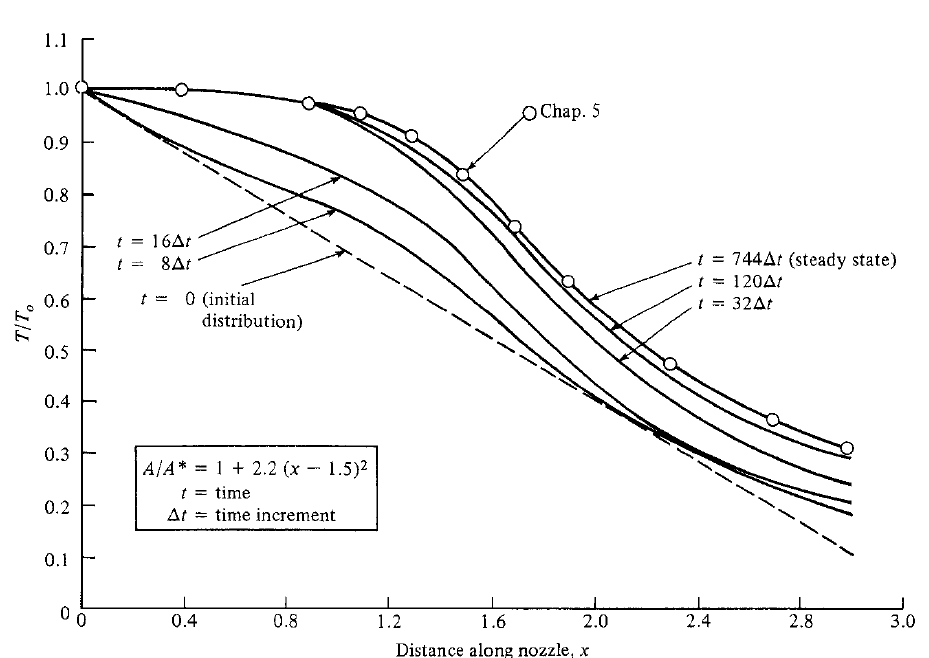 1.1
1.0
0.9
0.8
0.7
0.6
0.5
0.4
0.3
0.2
0.1
0
T/Tₒ
Chap. 5
t = 16Δt
t = 8Δt
t = 0 (initial
distribution)
t = 744Δt (steady state)
t = 120Δt
t = 32Δt
A/A* = 1 + 2.2 (x − 1.5)²
t = time
Δt = time increment
0 0.4 0.8 1.2 1.6 2.0 2.4 2.8 3.0
Distance along nozzle, x